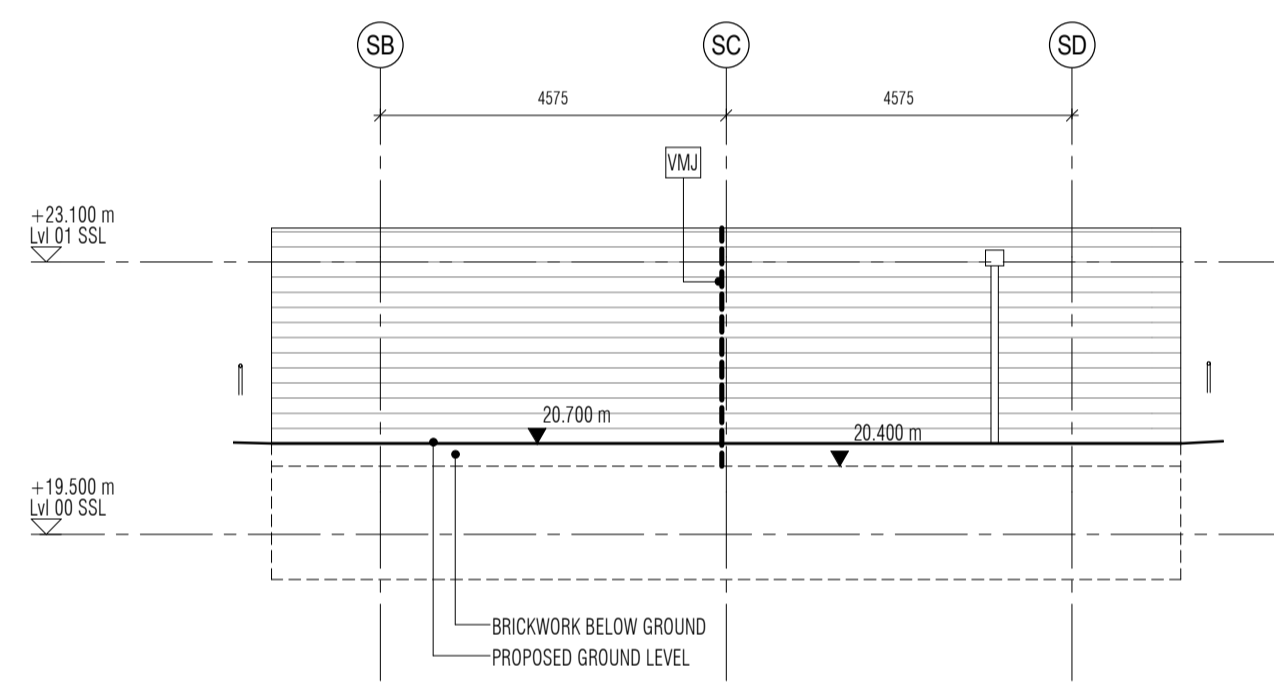 SB
SC
SD
4575
4575
VMJ
+23.100 m
Lvl 01 SSL
20.700 m
20.400 m
+19.500 m
Lvl 00 SSL
BRICKWORK BELOW GROUND
PROPOSED GROUND LEVEL